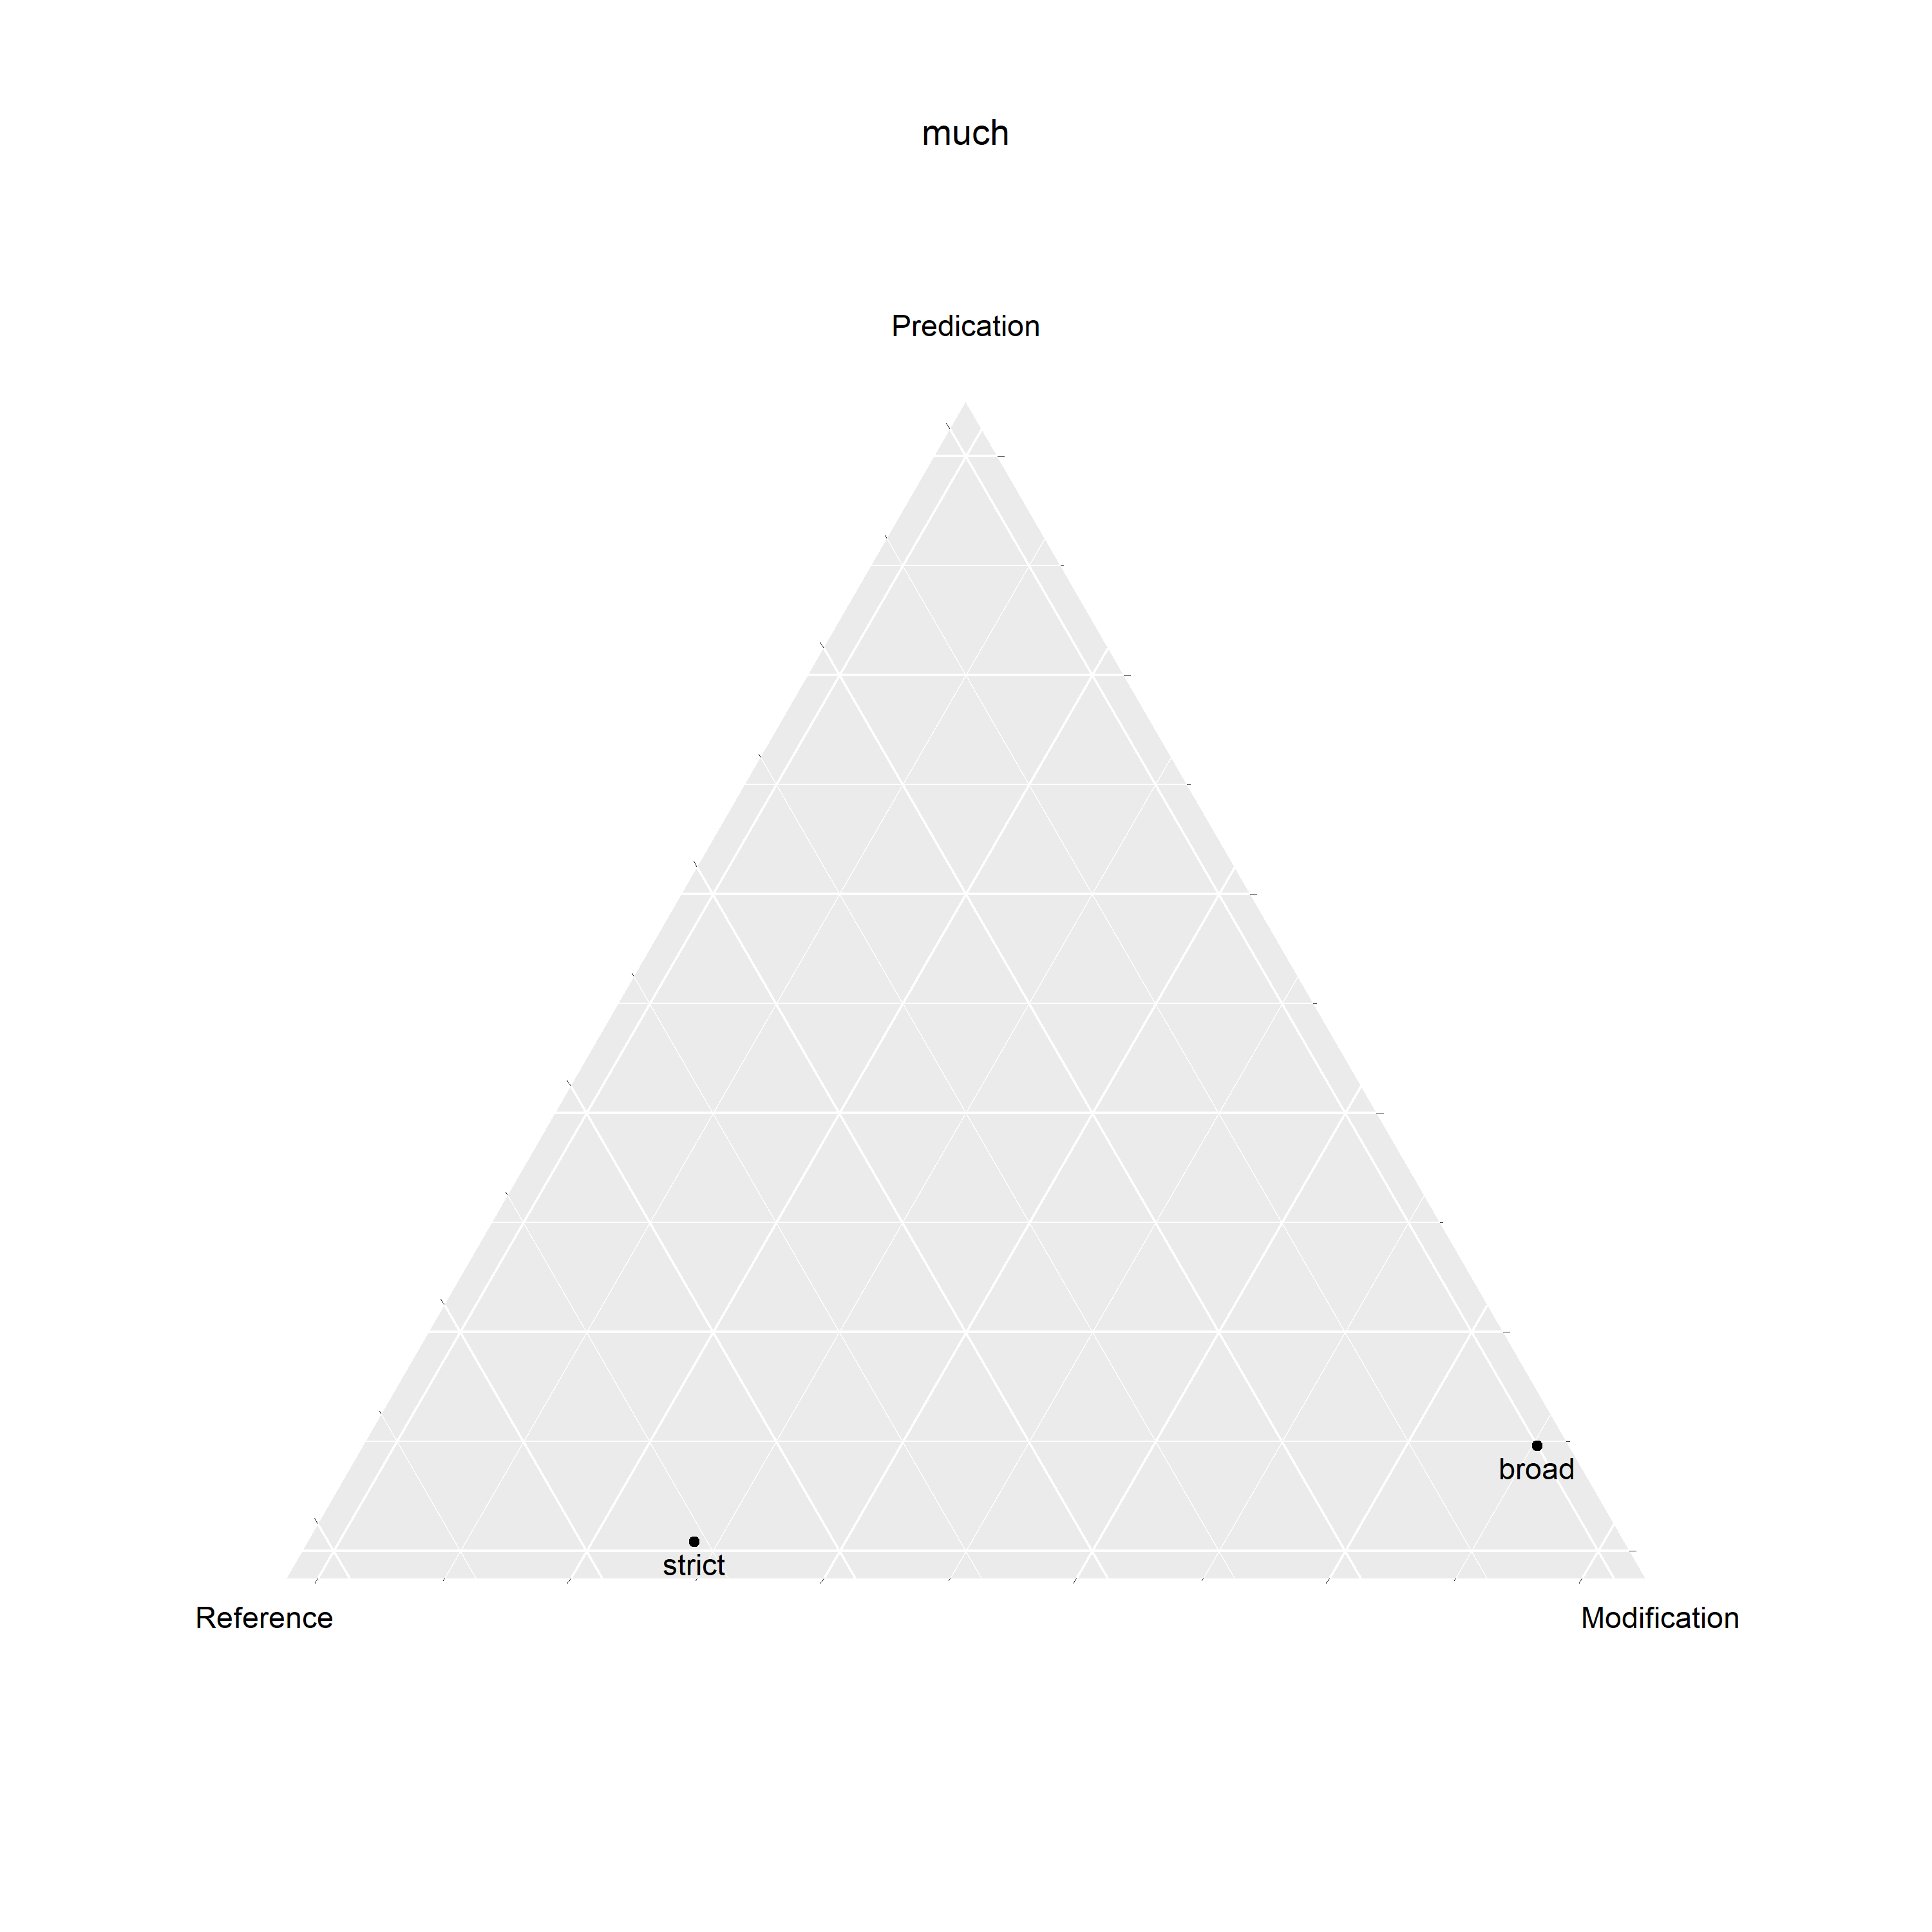 much
Predication
broad
strict
Reference
Modification